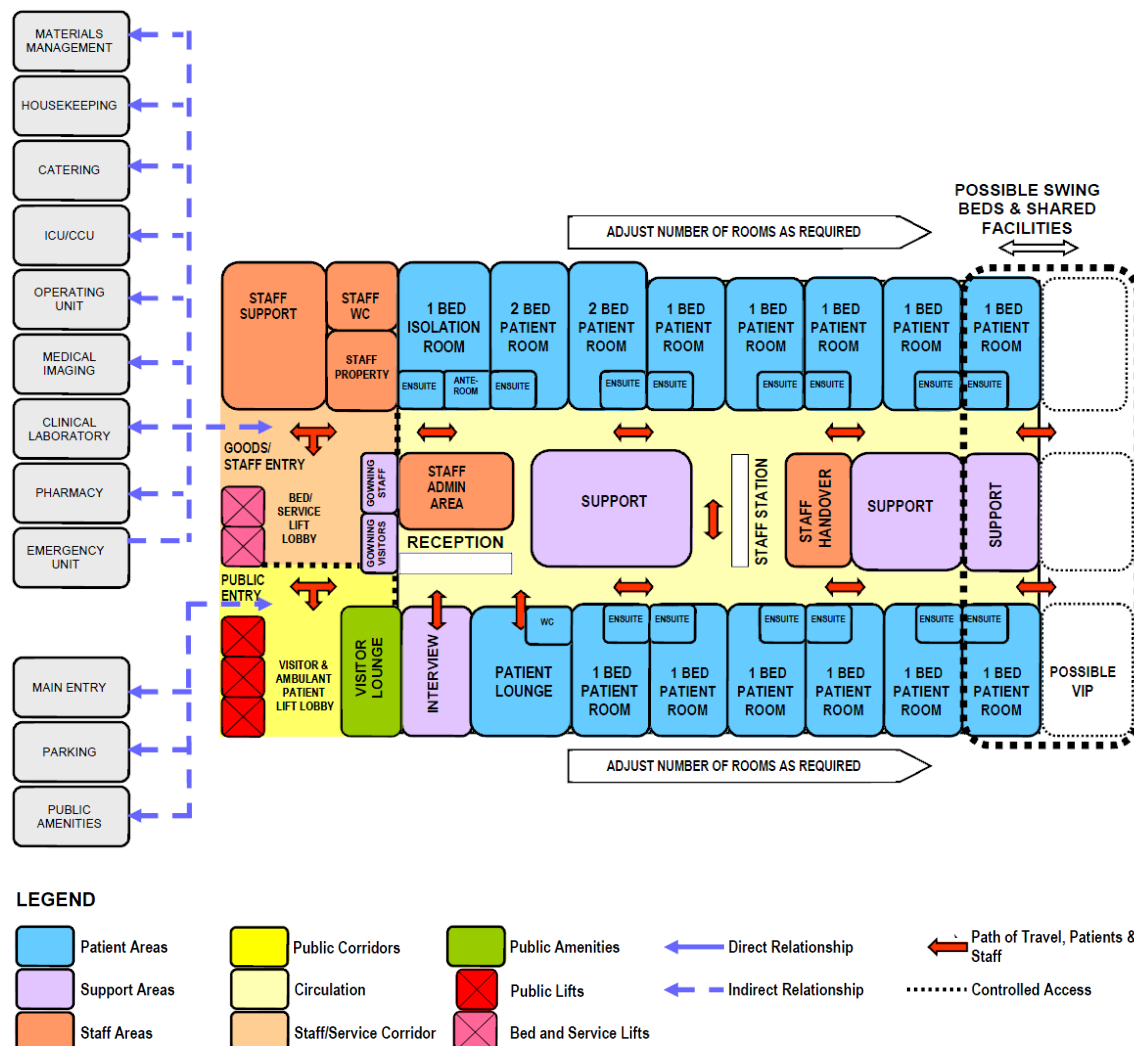 MATERIALS
MANAGEMENT
HOUSEKEEPING
CATERING
ICU/CCU
OPERATING
UNIT
MEDICAL
IMAGING
CLINICAL
LABORATORY
PHARMACY
EMERGENCY
UNIT
MAIN ENTRY
PARKING
PUBLIC
AMENITIES
POSSIBLE SWING
BEDS & SHARED
FACILITIES
ADJUST NUMBER OF ROOMS AS REQUIRED
STAFF
SUPPORT
STAFF
WC
STAFF
PROPERTY
1 BED
ISOLATION
ROOM
ENSUITE
ANTE-
ROOM
2 BED
PATIENT
ROOM
ENSUITE
2 BED
PATIENT
ROOM
ENSUITE
1 BED
PATIENT
ROOM
ENSUITE
1 BED
PATIENT
ROOM
ENSUITE
1 BED
PATIENT
ROOM
ENSUITE
1 BED
PATIENT
ROOM
ENSUITE
1 BED
PATIENT
ROOM
ENSUITE
GOODS/
STAFF ENTRY
BED/
SERVICE
LIFT
LOBBY
GOWNING
STAFF
GOWNING
VISITORS
STAFF
ADMIN
AREA
RECEPTION
SUPPORT
STAFF STATION
STAFF
HANDOVER
SUPPORT
SUPPORT
PUBLIC
ENTRY
VISITOR &
AMBULANT
PATIENT
LIFT LOBBY
VISITOR
LOUNGE
INTERVIEW
WC
PATIENT
LOUNGE
ENSUITE
1 BED
PATIENT
ROOM
ENSUITE
1 BED
PATIENT
ROOM
ENSUITE
1 BED
PATIENT
ROOM
ENSUITE
1 BED
PATIENT
ROOM
ENSUITE
1 BED
PATIENT
ROOM
ENSUITE
1 BED
PATIENT
ROOM
POSSIBLE
VIP
ADJUST NUMBER OF ROOMS AS REQUIRED
LEGEND
Patient Areas
Support Areas
Staff Areas
Public Corridors
Circulation
Staff/Service Corridor
Public Amenities
Public Lifts
Bed and Service Lifts
Direct Relationship
Indirect Relationship
Path of Travel, Patients &
Staff
Controlled Access